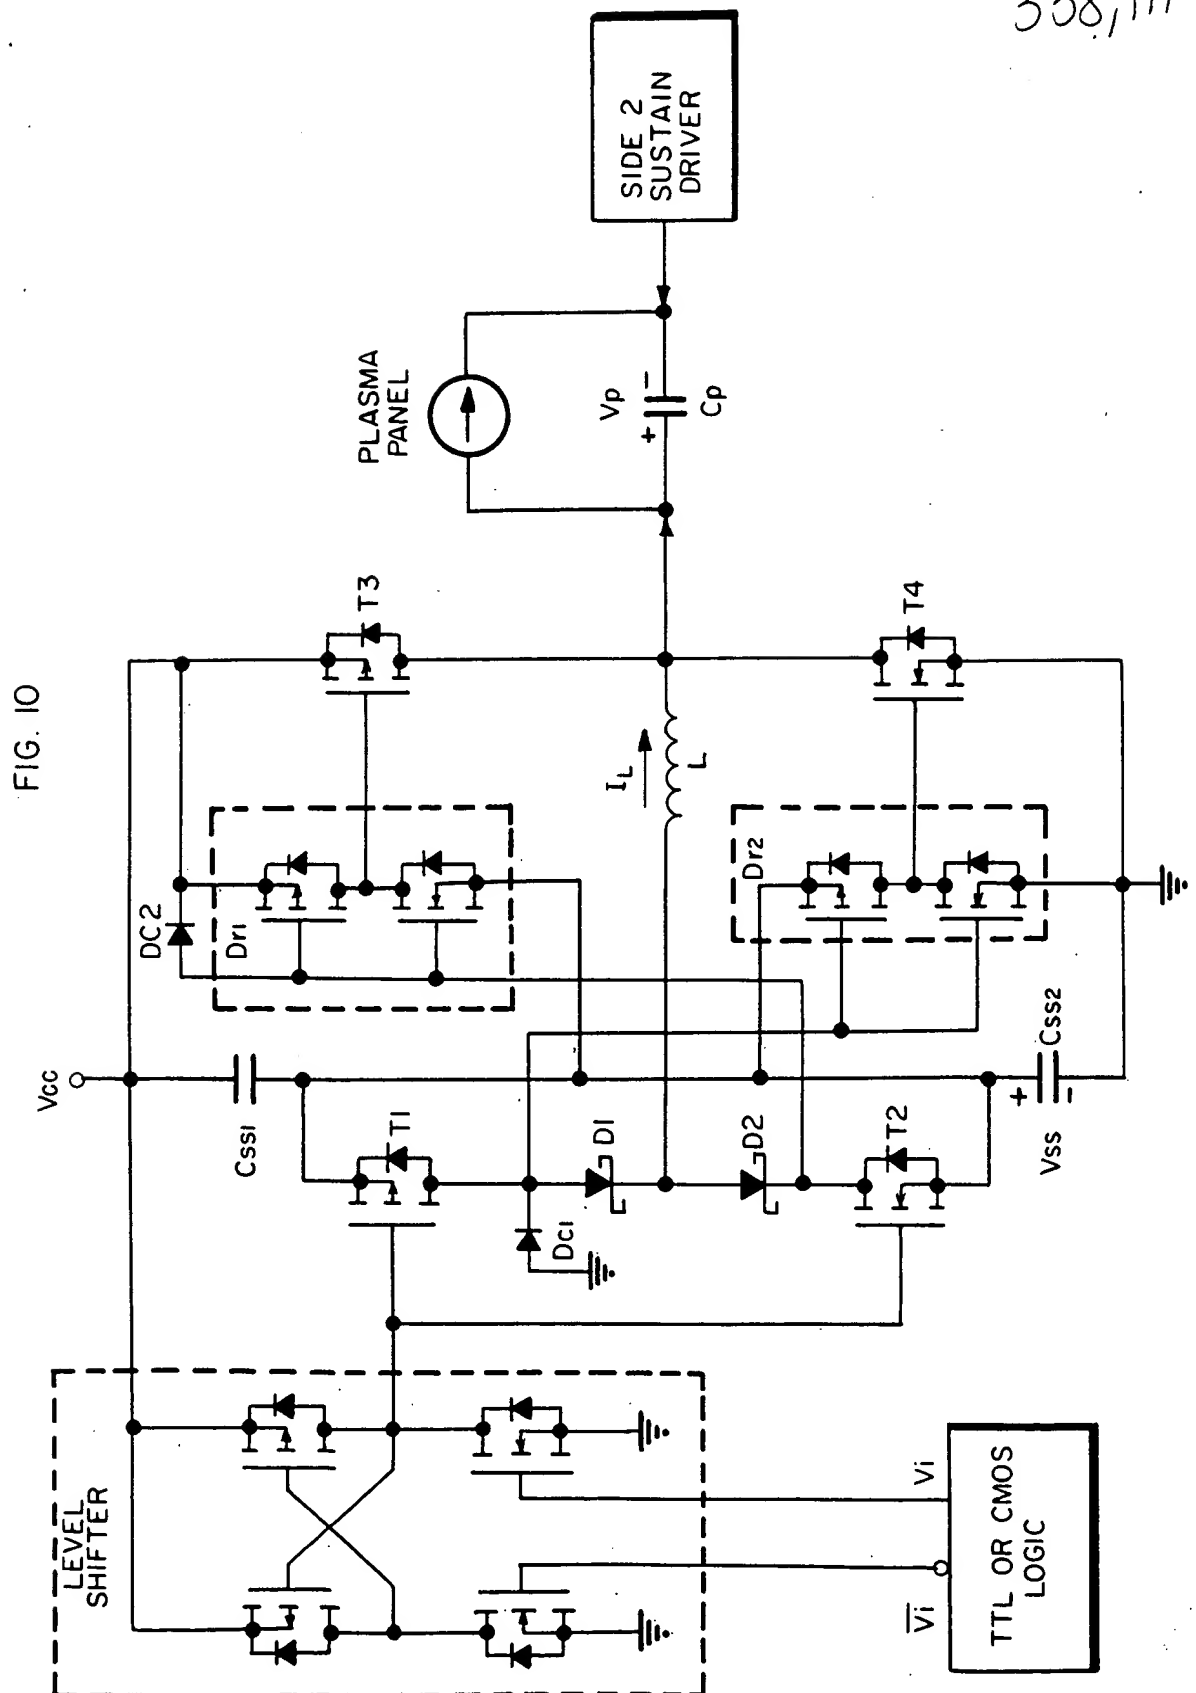 FIG. 10
LEVEL
SHIFTER
Vcc
Css1
T1
Dc1
D1
D2
T2
Vss
+
-
Css2
DC2
Dr1
Dr2
T3
T4
IL
L
PLASMA
PANEL
Vp
+
-
Cp
SIDE 2
SUSTAIN
DRIVER
V̅i̅
Vi
TTL OR CMOS
LOGIC